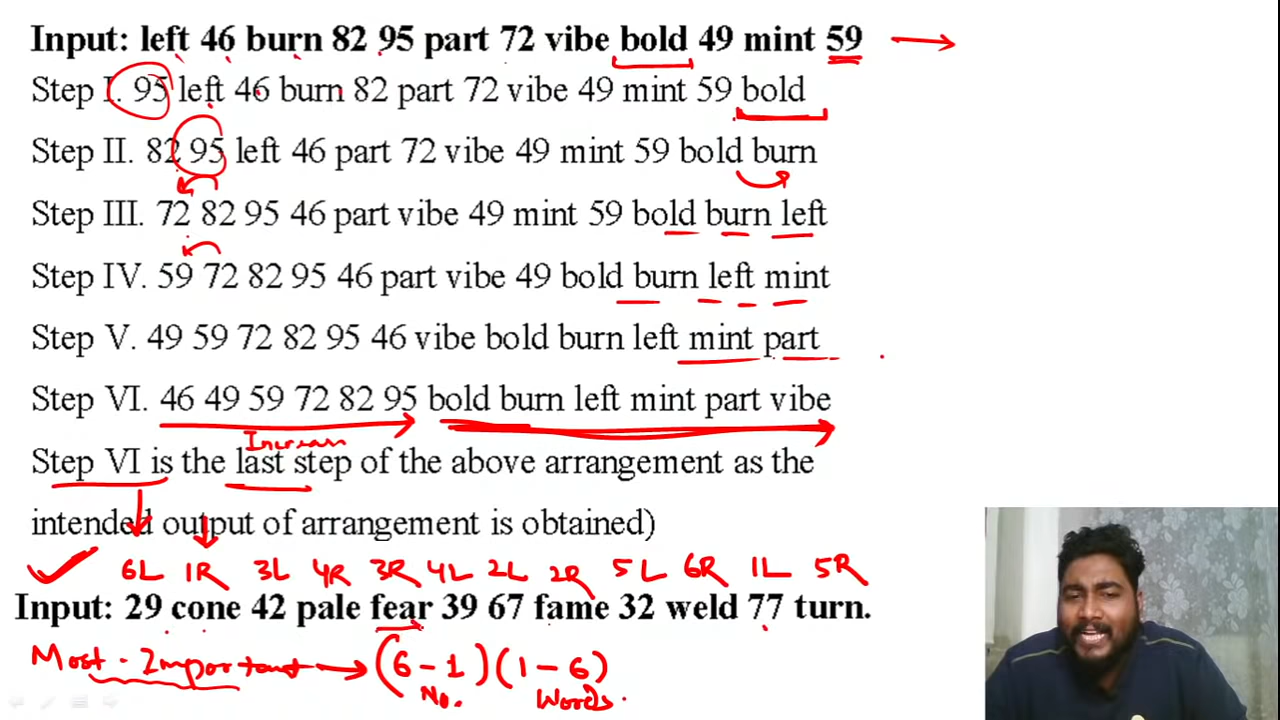 Input: left 46 burn 82 95 part 72 vibe bold 49 mint 59
Step I. 95 left 46 burn 82 part 72 vibe 49 mint 59 bold
Step II. 82 95 left 46 part 72 vibe 49 mint 59 bold burn
Step III. 72 82 95 46 part vibe 49 mint 59 bold burn left
Step IV. 59 72 82 95 46 part vibe 49 bold burn left mint
Step V. 49 59 72 82 95 46 vibe bold burn left mint part
Step VI. 46 49 59 72 82 95 bold burn left mint part vibe
Increase
Step VI is the last step of the above arrangement as the
intended output of arrangement is obtained)
6L 1R 3L 4R 3R 4L 2L 2R 5L 6R 1L 5R
Input: 29 cone 42 pale fear 39 67 fame 32 weld 77 turn.
Most - Important (6-1) (1-6)
No. Words.